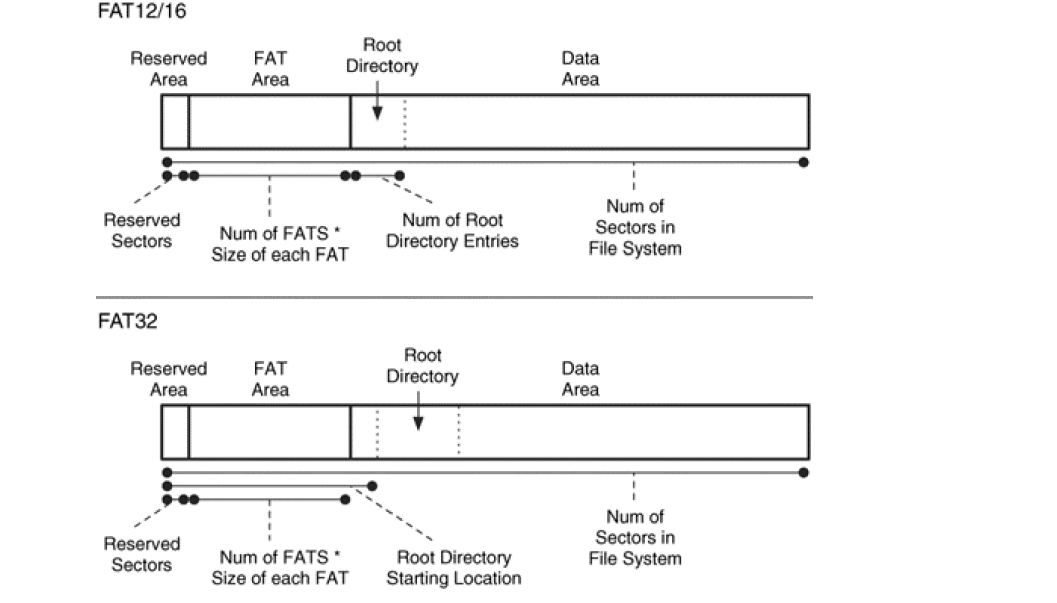 FAT12/16
Root
Directory
Reserved
Area
FAT
Area
Data
Area
Reserved
Sectors
Num of FATS *
Size of each FAT
Num of Root
Directory Entries
Num of
Sectors in
File System
FAT32
Root
Directory
Reserved
Area
FAT
Area
Data
Area
Reserved
Sectors
Num of FATS *
Size of each FAT
Root Directory
Starting Location
Num of
Sectors in
File System